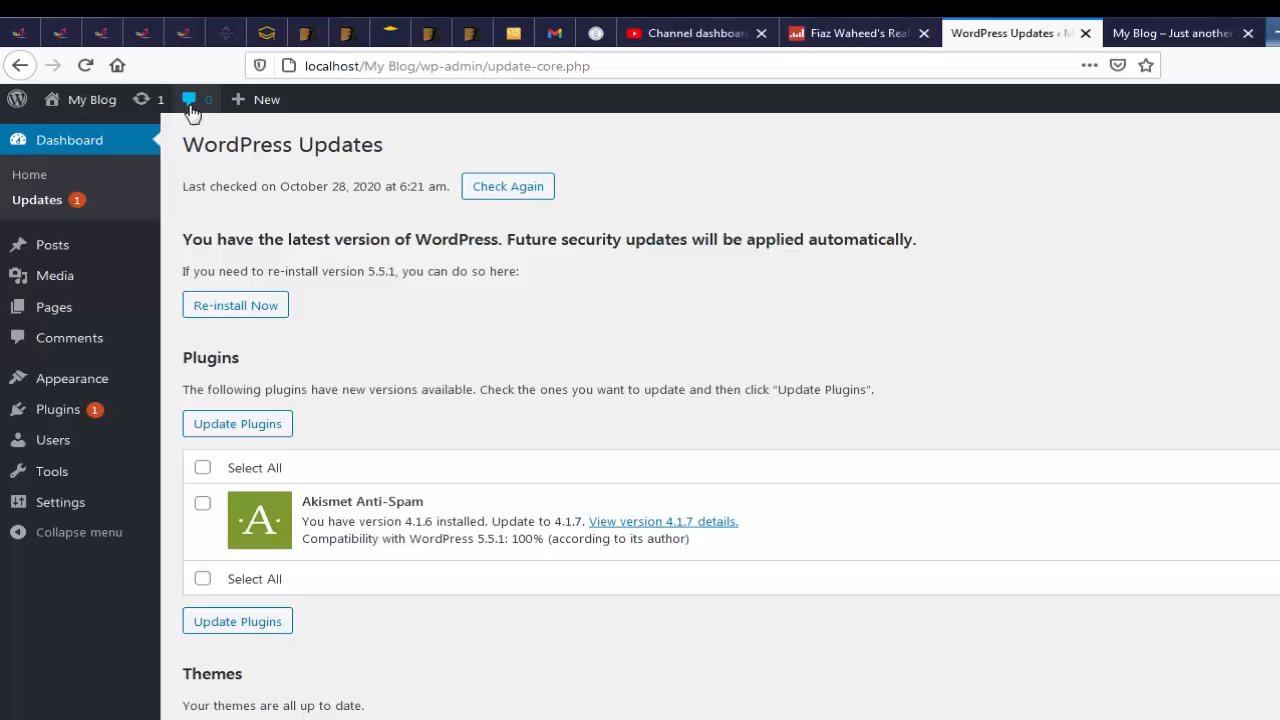 Channel dashboar
Fiaz Waheed's Real
WordPress Updates ‹ M
My Blog – Just another
localhost/My Blog/wp-admin/update-core.php
My Blog
1
0
New
Dashboard
Home
Updates 1
Posts
Media
Pages
Comments
Appearance
Plugins 1
Users
Tools
Settings
Collapse menu
WordPress Updates
Last checked on October 28, 2020 at 6:21 am.
Check Again
You have the latest version of WordPress. Future security updates will be applied automatically.
If you need to re-install version 5.5.1, you can do so here:
Re-install Now
Plugins
The following plugins have new versions available. Check the ones you want to update and then click “Update Plugins”.
Update Plugins
Select All
A
Akismet Anti-Spam
You have version 4.1.6 installed. Update to 4.1.7. View version 4.1.7 details.
Compatibility with WordPress 5.5.1: 100% (according to its author)
Select All
Update Plugins
Themes
Your themes are all up to date.